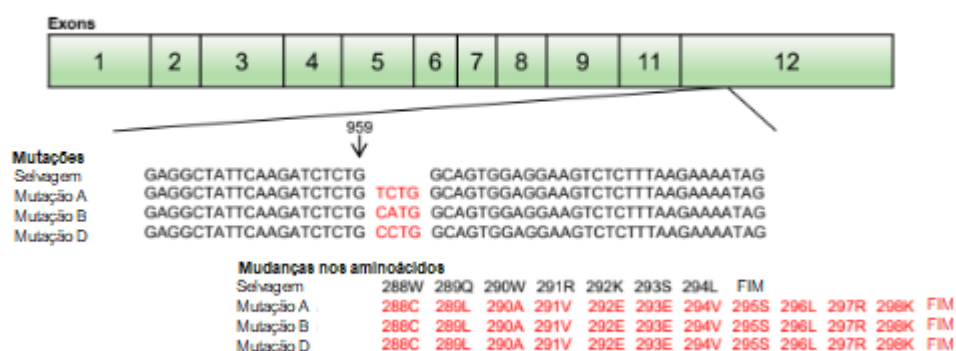 Exons
1 2 3 4 5 6 7 8 9 11 12
959
Mutações
Selvagem GAGGCTATTCAAGATCTCTG GCAGTGGAGGAAGTCTCTTTAAGAAAATAG
Mutação A GAGGCTATTCAAGATCTCTG TCTG GCAGTGGAGGAAGTCTCTTTAAGAAAATAG
Mutação B GAGGCTATTCAAGATCTCTG CATG GCAGTGGAGGAAGTCTCTTTAAGAAAATAG
Mutação D GAGGCTATTCAAGATCTCTG CCTG GCAGTGGAGGAAGTCTCTTTAAGAAAATAG
Mudanças nos aminoácidos
Selvagem 288W 289Q 290W 291R 292K 293S 294L FIM
Mutação A 288C 289L 290A 291V 292E 293E 294V 295S 296L 297R 298K FIM
Mutação B 288C 289L 290A 291V 292E 293E 294V 295S 296L 297R 298K FIM
Mutação D 288C 289L 290A 291V 292E 293E 294V 295S 296L 297R 298K FIM